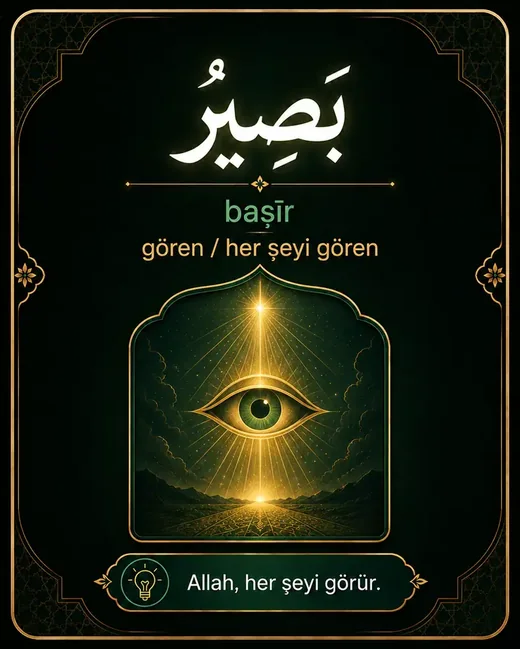 بَصِيرُ
başīr
gören / her şeyi gören
Allah, her şeyi görür.